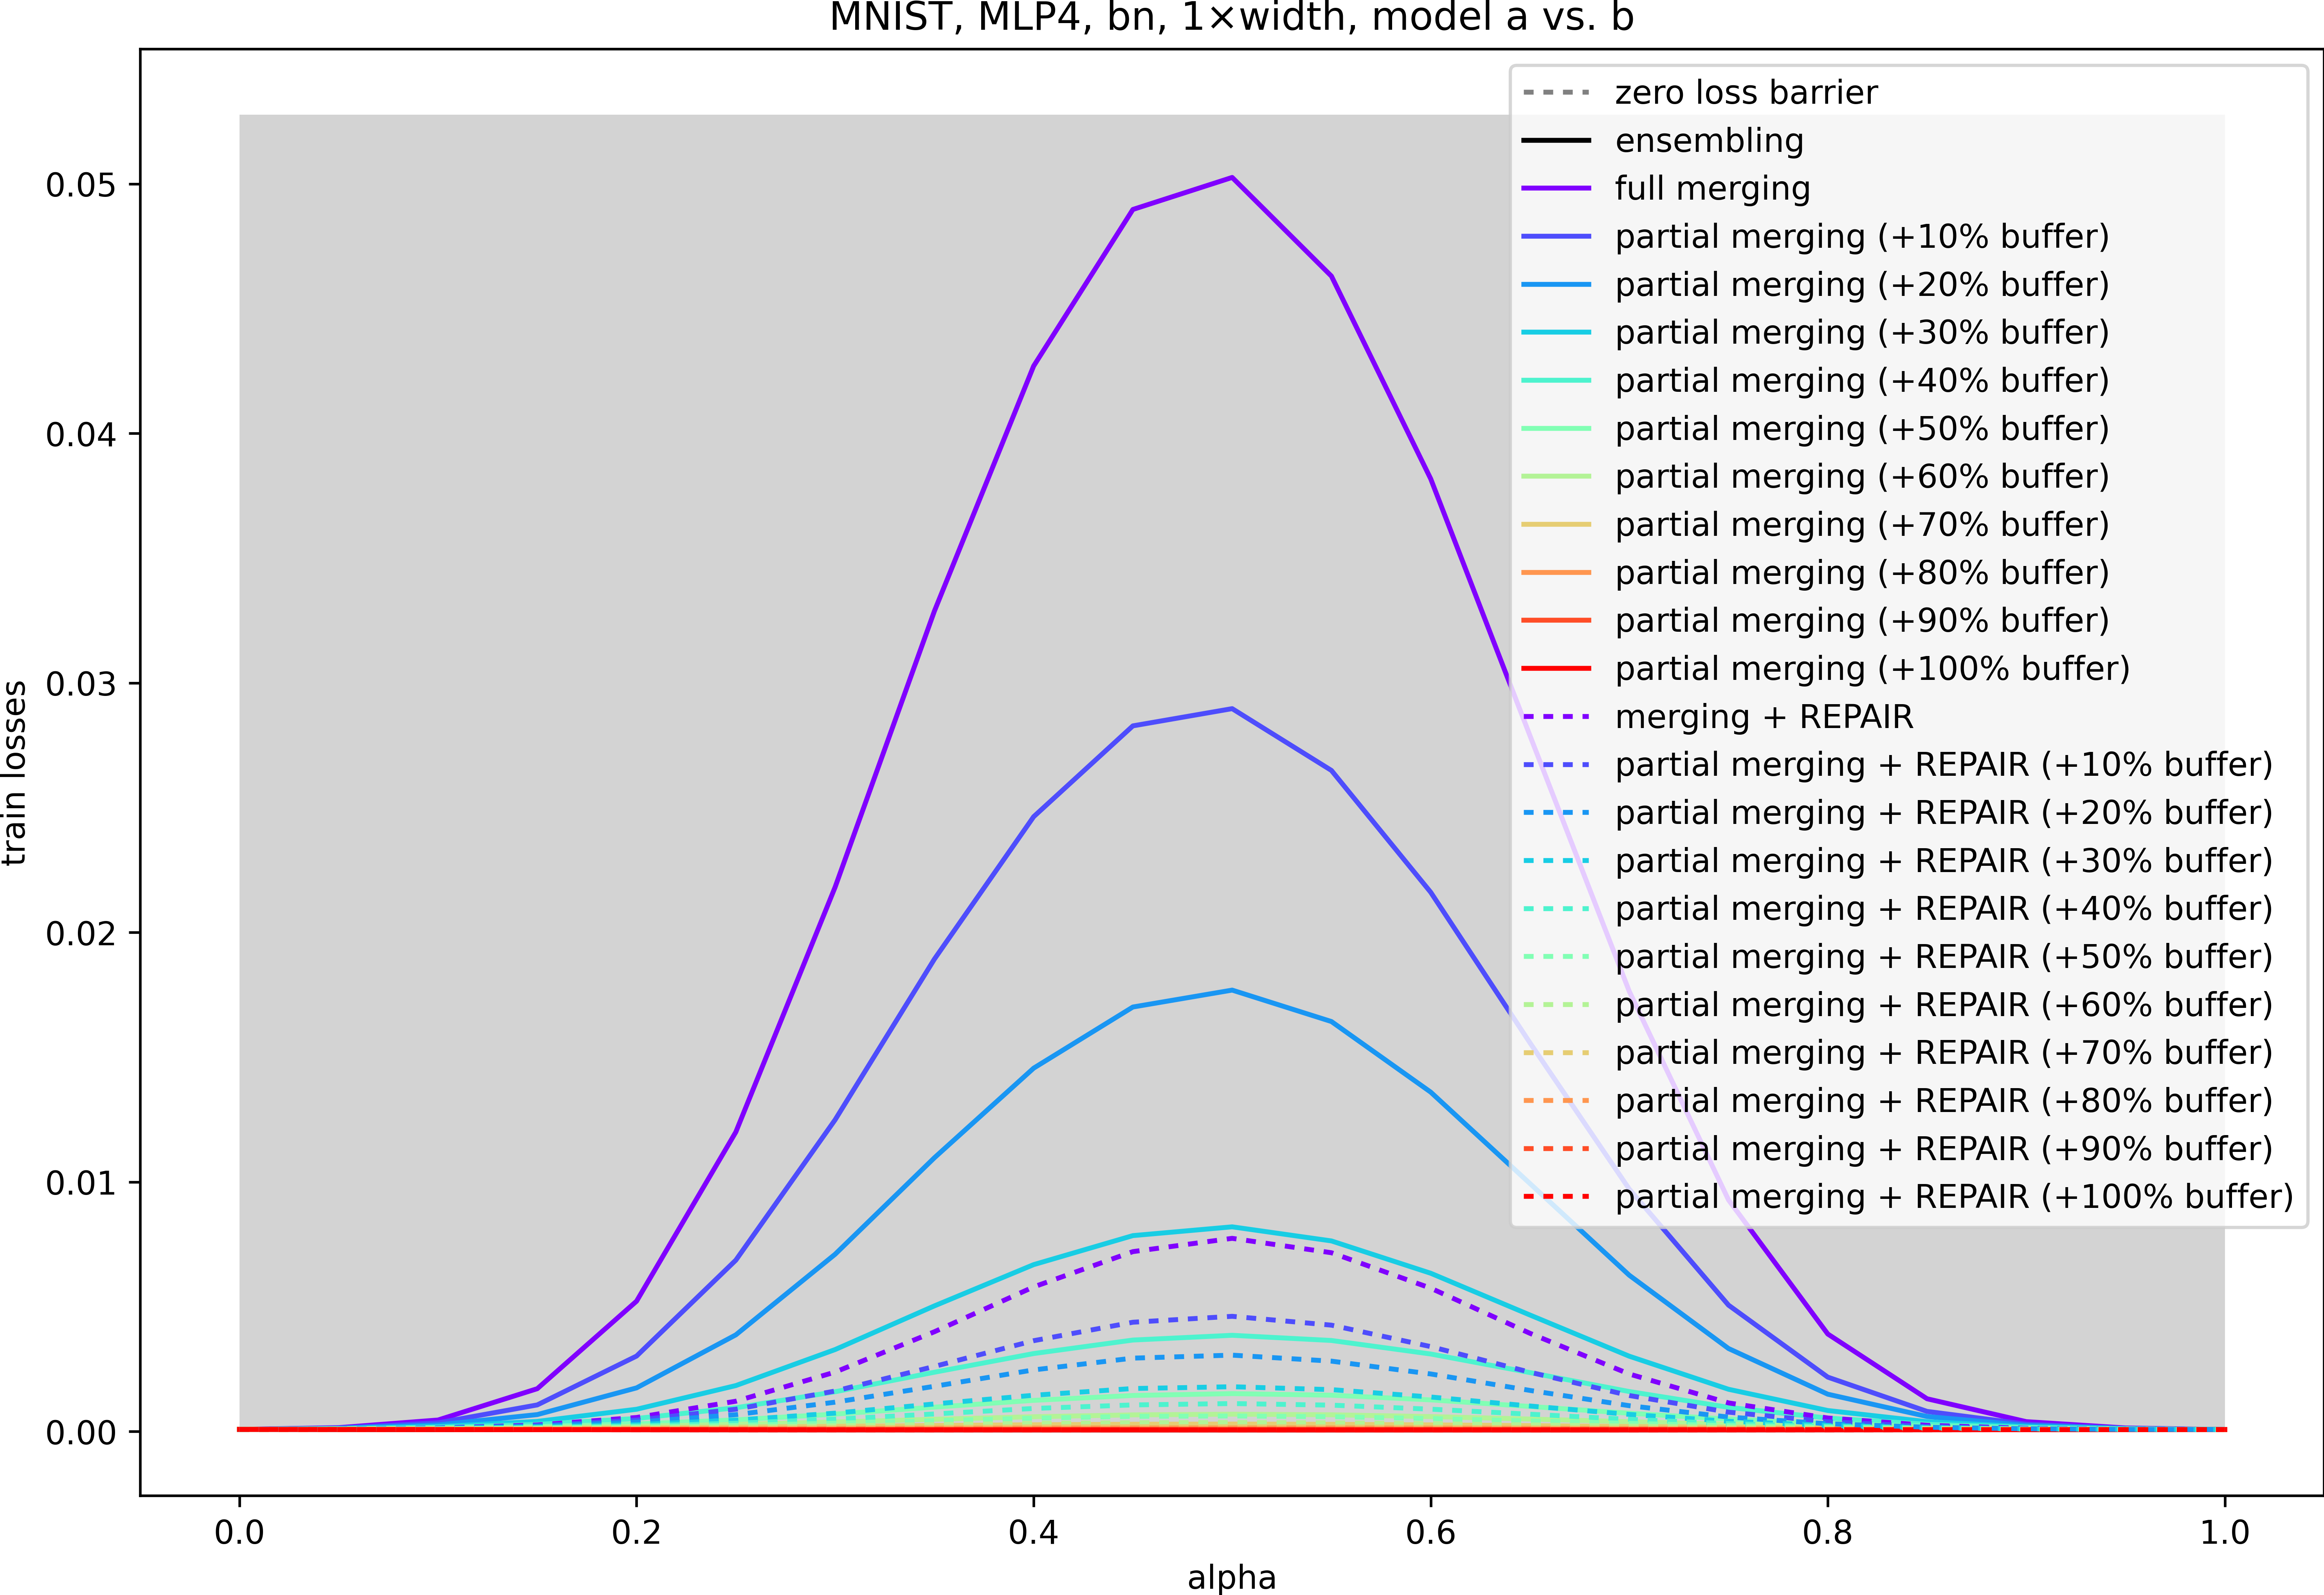 MNIST, MLP4, bn, 1×width, model a vs. b
zero loss barrier
ensembling
full merging
partial merging (+10% buffer)
partial merging (+20% buffer)
partial merging (+30% buffer)
partial merging (+40% buffer)
partial merging (+50% buffer)
partial merging (+60% buffer)
partial merging (+70% buffer)
partial merging (+80% buffer)
partial merging (+90% buffer)
partial merging (+100% buffer)
merging + REPAIR
partial merging + REPAIR (+10% buffer)
partial merging + REPAIR (+20% buffer)
partial merging + REPAIR (+30% buffer)
partial merging + REPAIR (+40% buffer)
partial merging + REPAIR (+50% buffer)
partial merging + REPAIR (+60% buffer)
partial merging + REPAIR (+70% buffer)
partial merging + REPAIR (+80% buffer)
partial merging + REPAIR (+90% buffer)
partial merging + REPAIR (+100% buffer)
train losses
0.05
0.04
0.03
0.02
0.01
0.00
0.0 0.2 0.4 0.6 0.8 1.0
alpha